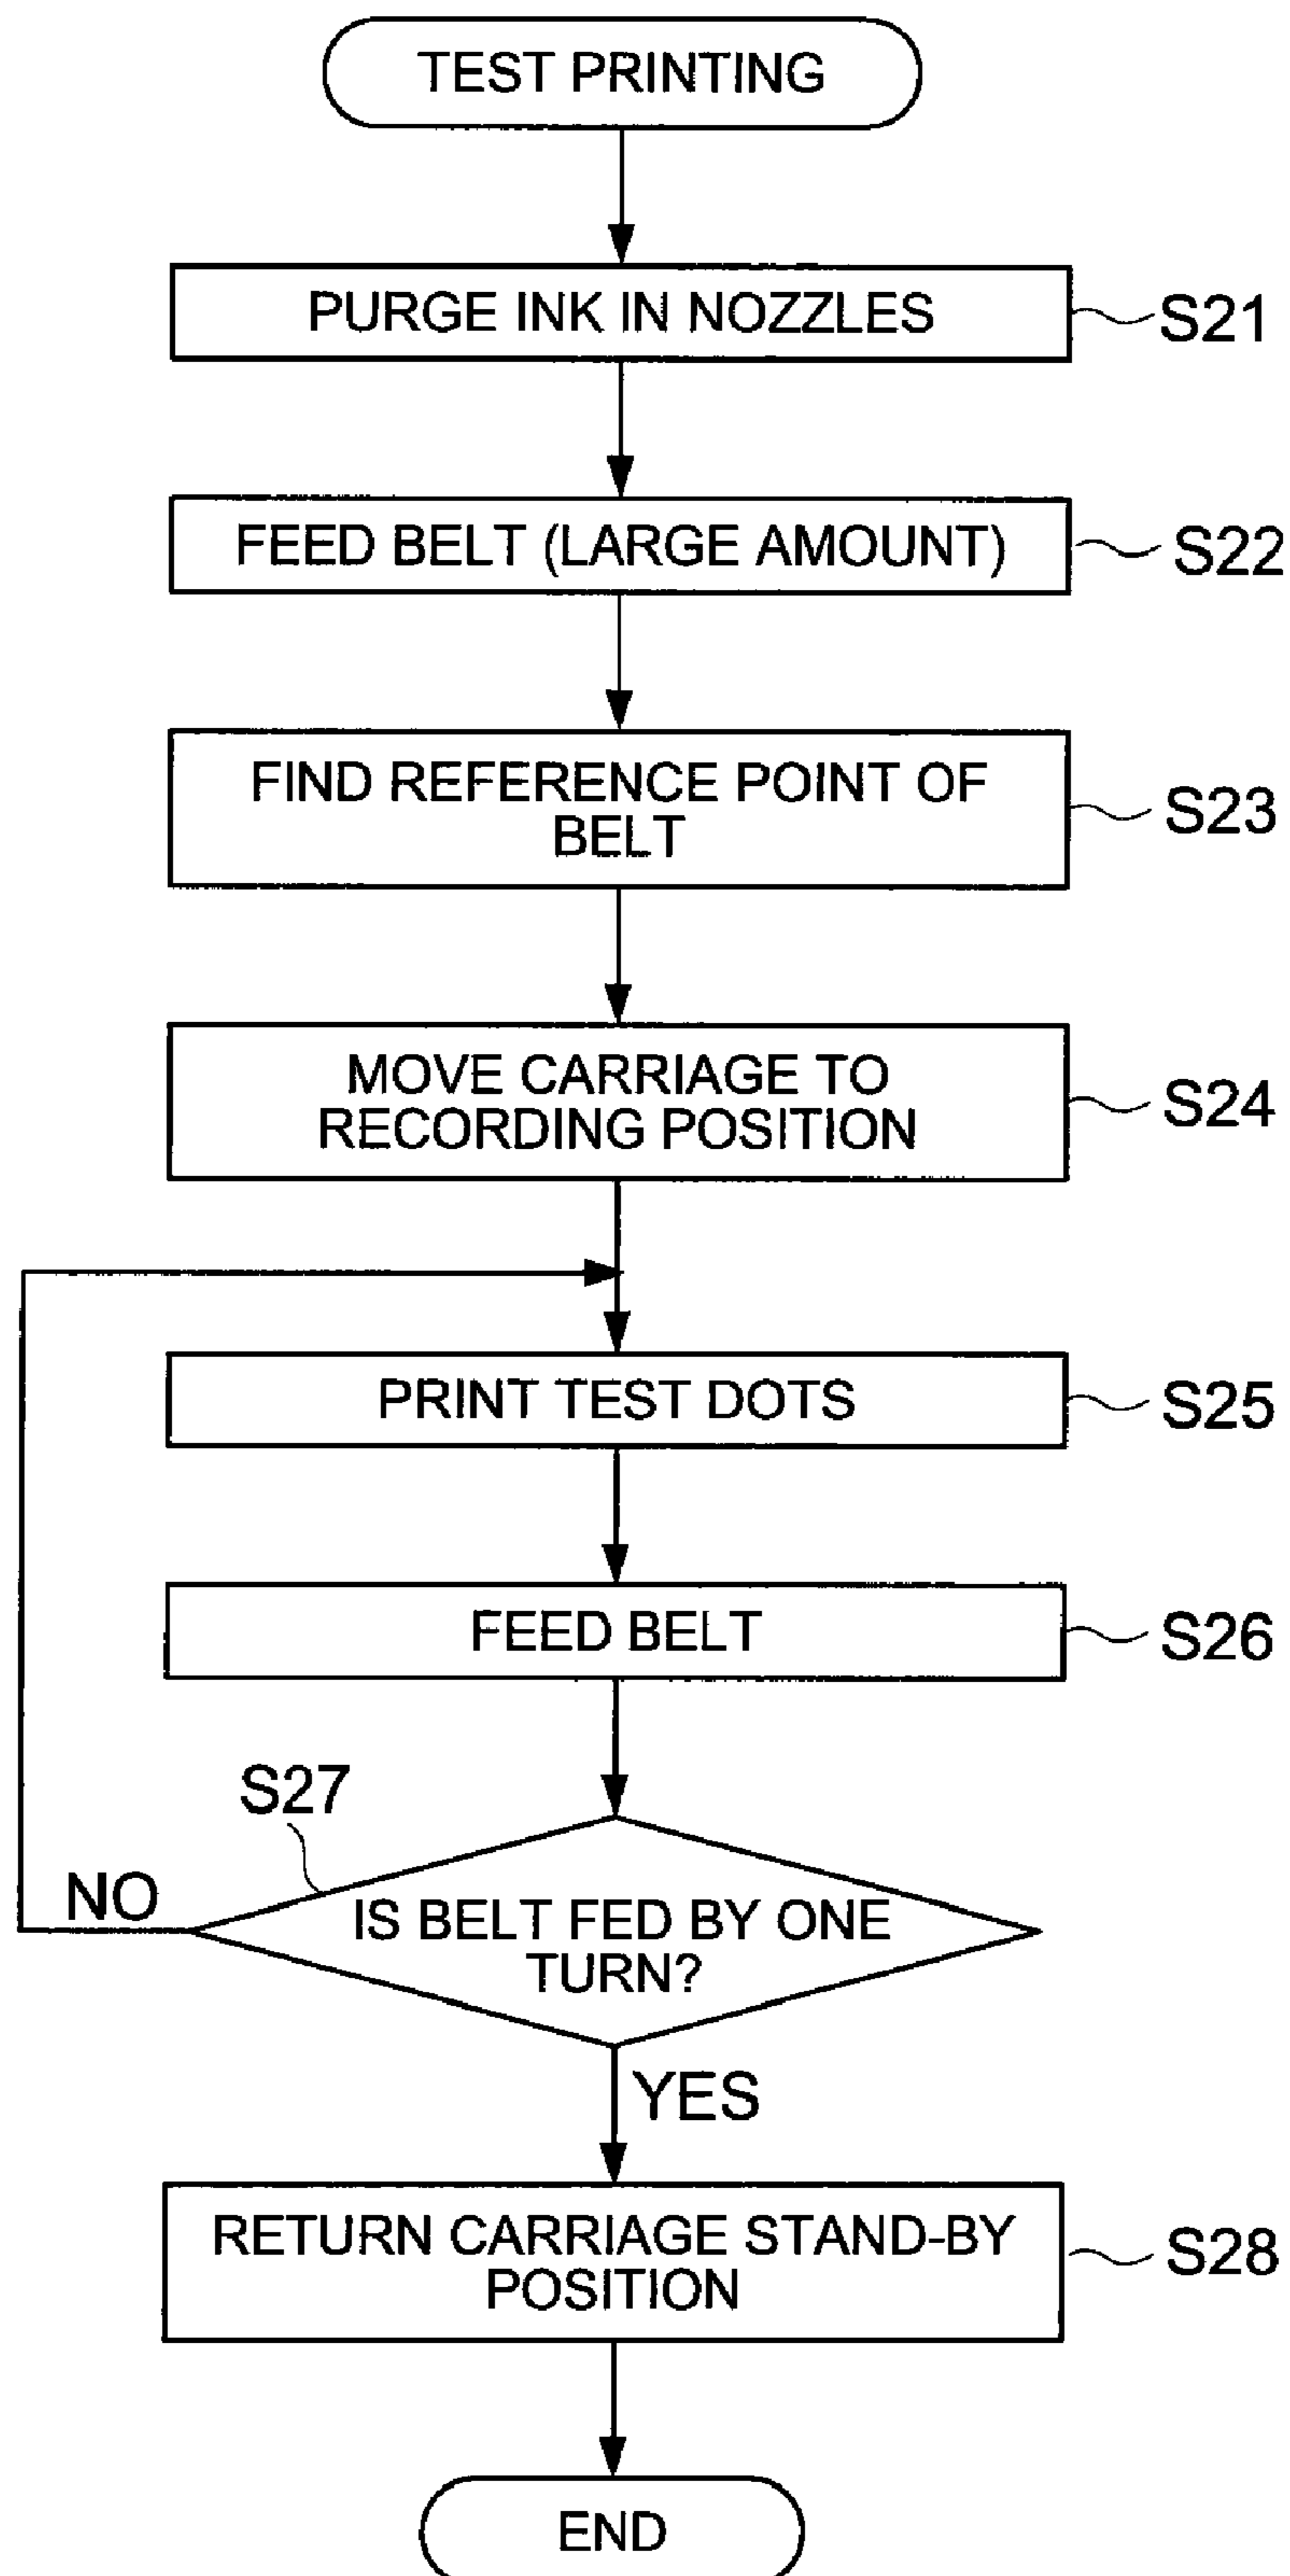 TEST PRINTING
PURGE INK IN NOZZLES
S21
FEED BELT (LARGE AMOUNT)
S22
FIND REFERENCE POINT OF
BELT
S23
MOVE CARRIAGE TO
RECORDING POSITION
S24
PRINT TEST DOTS
S25
FEED BELT
S26
S27
NO
IS BELT FED BY ONE
TURN?
YES
RETURN CARRIAGE STAND-BY
POSITION
S28
END